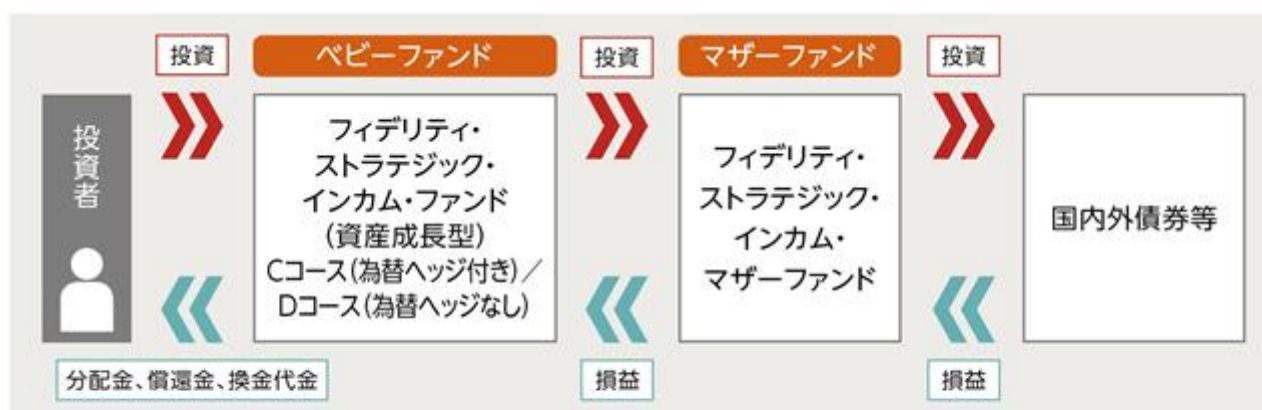 投資
ベビーファンド
投資
マザーファンド
投資
投資者
フィデリティ・
ストラテジック・
インカム・ファンド
(資産成長型)
Cコース(為替ヘッジ付き)／
Dコース(為替ヘッジなし)
フィデリティ・
ストラテジック・
インカム・
マザーファンド
国内外債券等
分配金、償還金、換金代金
損益
損益